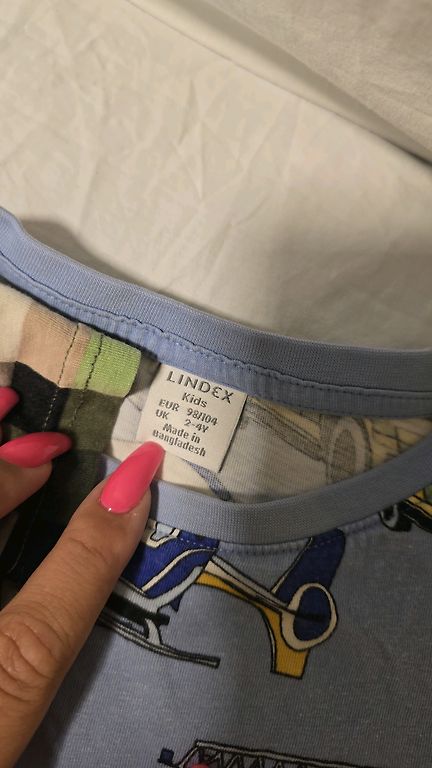 LINDEX
Kids
EUR 98/104
UK 2-4Y
Made in
Bangladesh